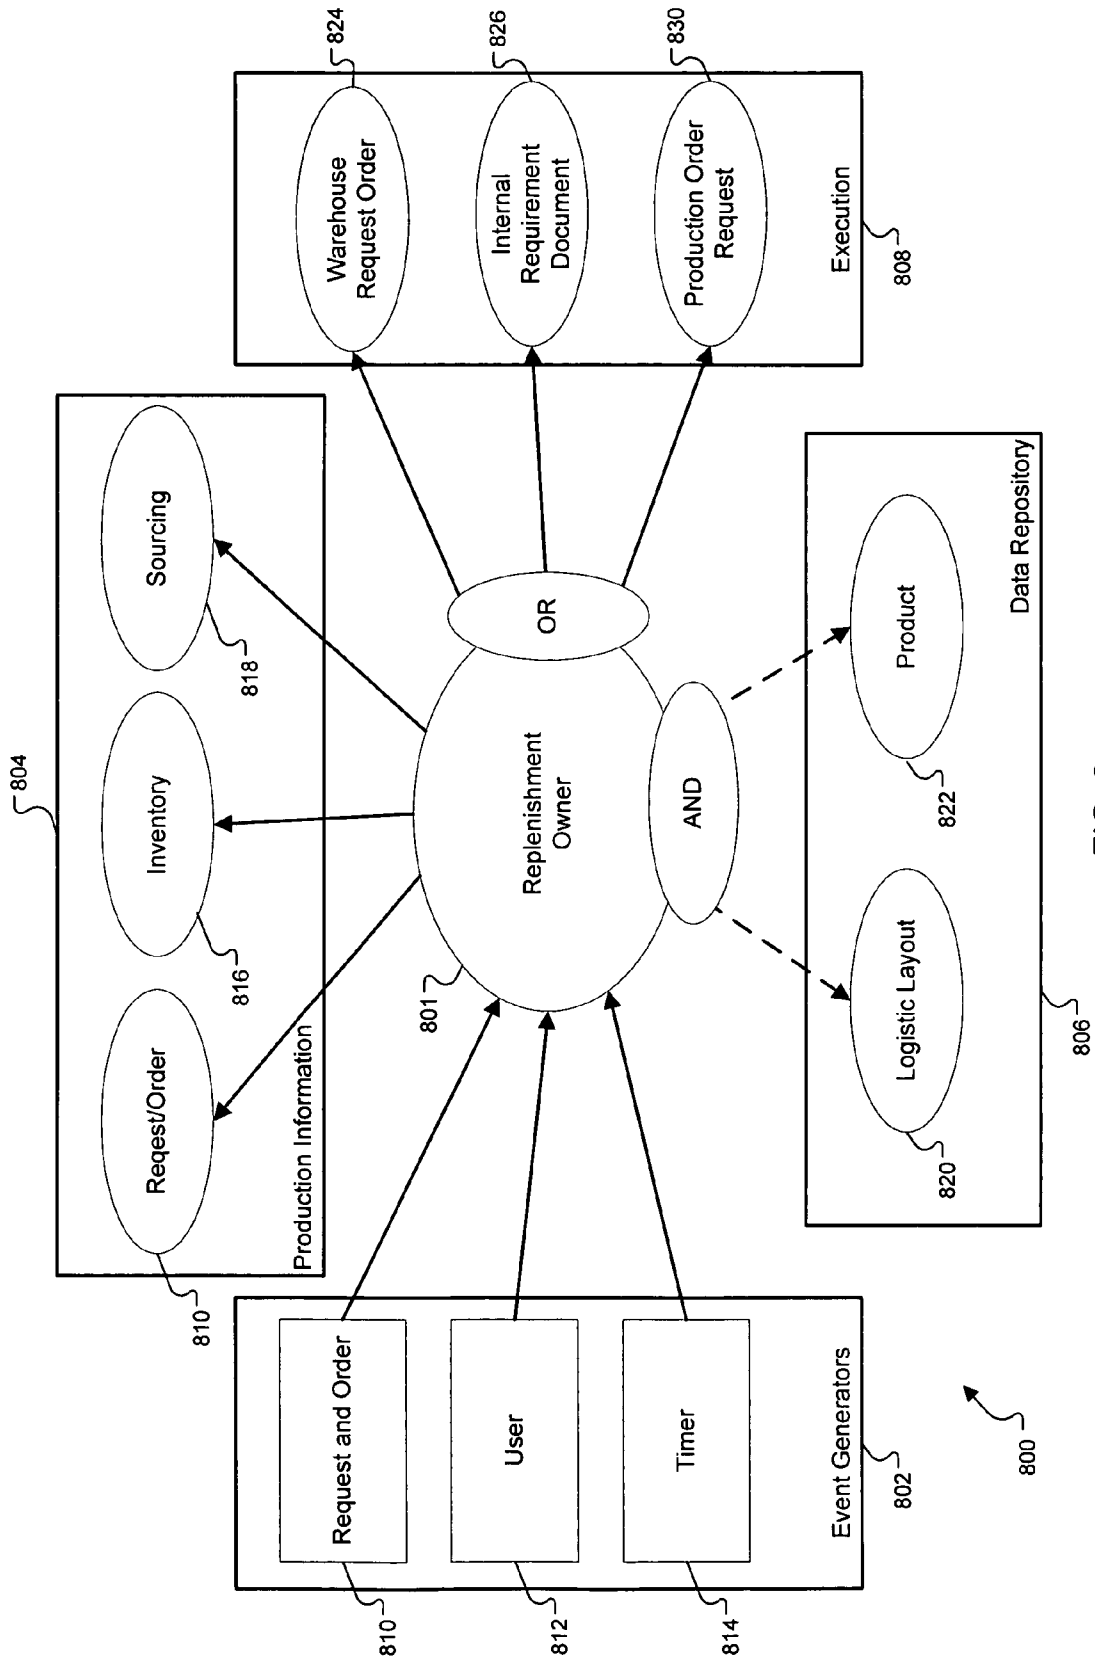 804
Reqest/Order
Inventory
Sourcing
810
816
818
Production Information
Request and Order
User
Timer
Event Generators
810
812
814
802
801
Replenishment
Owner
OR
AND
Warehouse
Request Order
Internal
Requirement
Document
Production Order
Request
Execution
824
826
830
808
Logistic Layout
Product
Data Repository
820
822
806
800